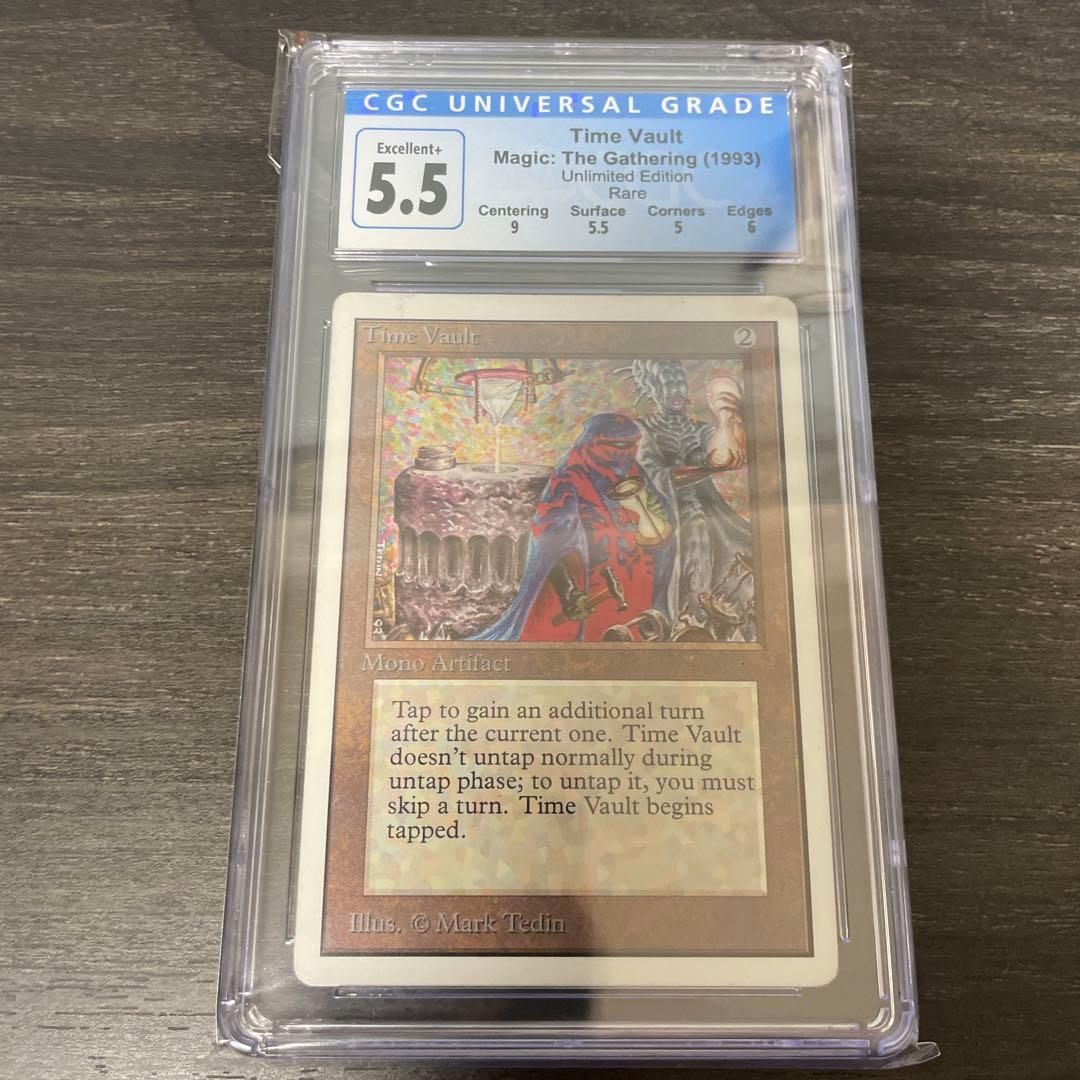 CGC UNIVERSAL GRADE
Excellent+
5.5
Time Vault
Magic: The Gathering (1993)
Unlimited Edition
Rare
Centering Surface Corners Edges
9 5.5 5 6
Time Vault 2
TEDIN
Mono Artifact
Tap to gain an additional turn
after the current one. Time Vault
doesn't untap normally during
untap phase; to untap it, you must
skip a turn. Time Vault begins
tapped.
Illus. © Mark Tedin